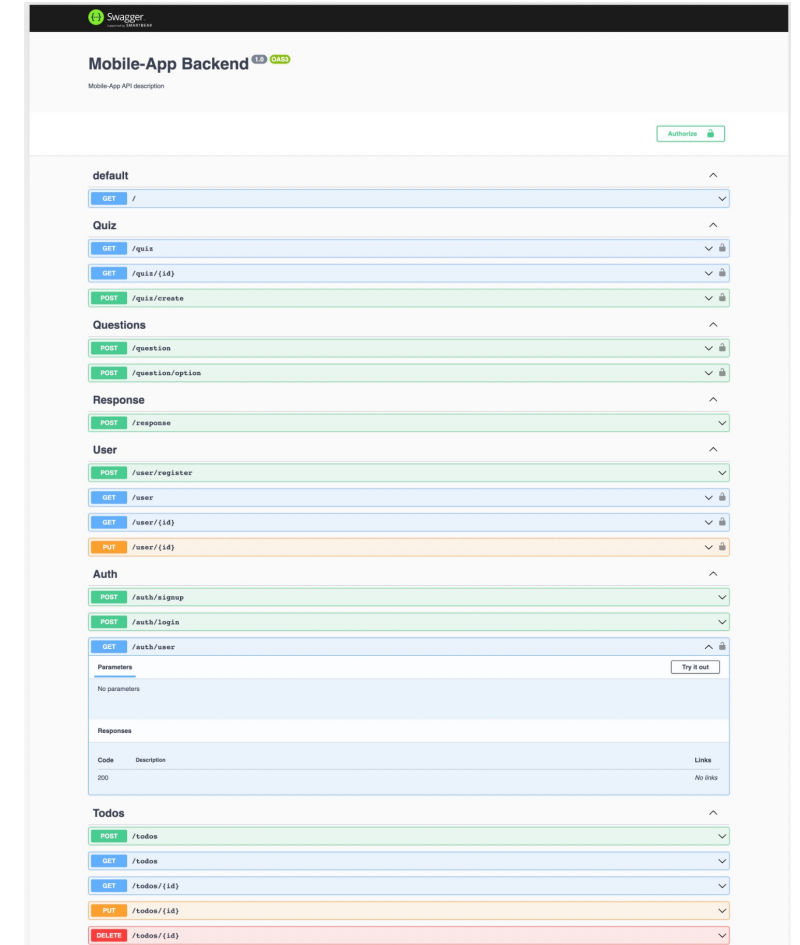 Swagger.
Supported by SMARTBEAR
Mobile-App Backend 1.0 OAS3
Mobile-App API description
Authorize
default
GET /
Quiz
GET /quiz
GET /quiz/{id}
POST /quiz/create
Questions
POST /question
POST /question/option
Response
POST /response
User
POST /user/register
GET /user
GET /user/{id}
PUT /user/{id}
Auth
POST /auth/signup
POST /auth/login
GET /auth/user
Parameters Try it out
No parameters
Responses
Code Description Links
200 No links
Todos
POST /todos
GET /todos
GET /todos/{id}
PUT /todos/{id}
DELETE /todos/{id}